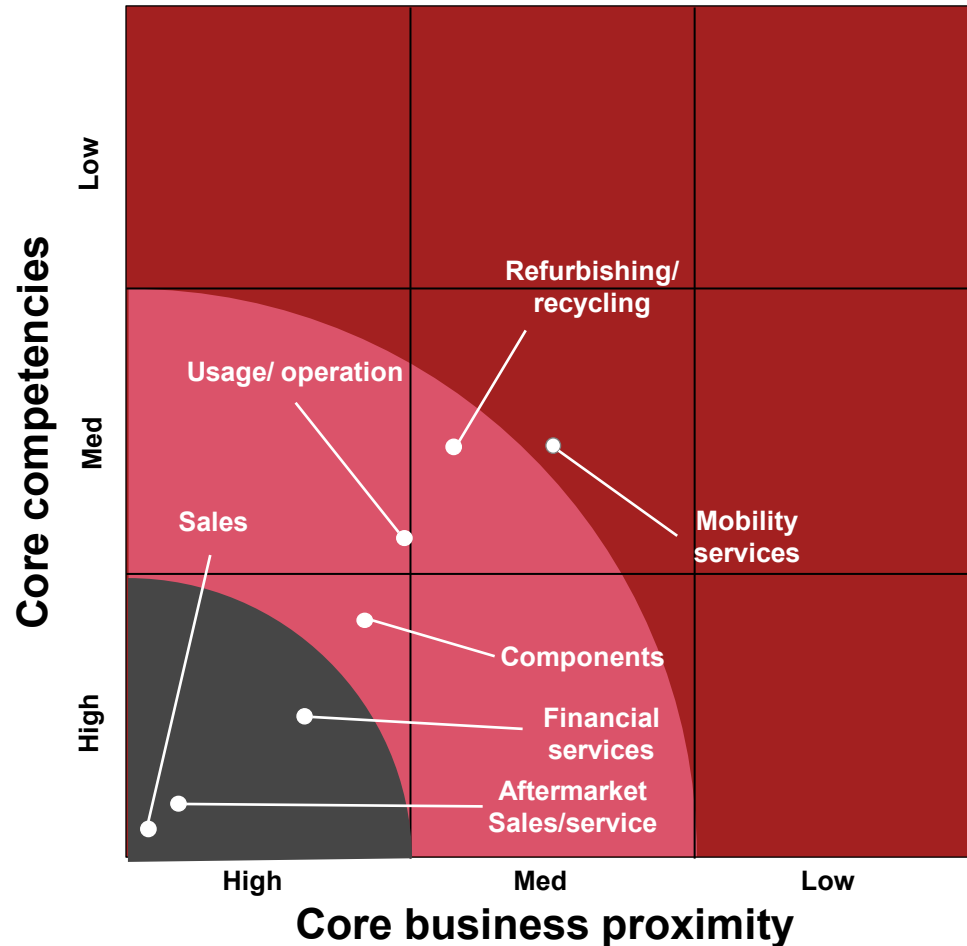 Core competencies
Low
Med
High
Refurbishing/
recycling
Usage/ operation
Sales
Mobility
services
Components
Financial
services
Aftermarket
Sales/service
High
Med
Low
Core business proximity